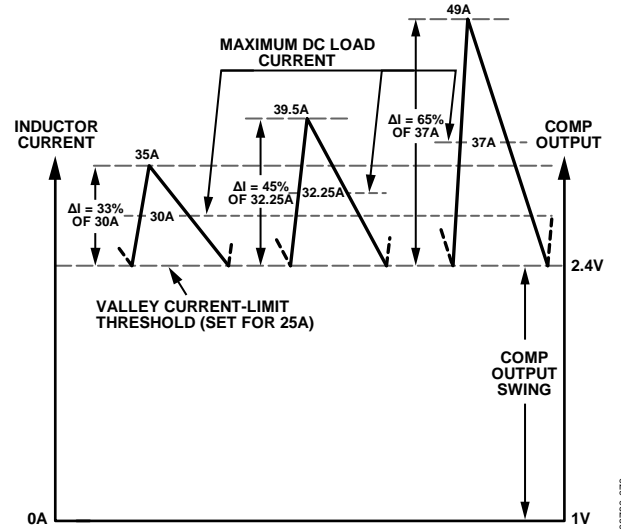 49A
MAXIMUM DC LOAD
CURRENT
39.5A
INDUCTOR
CURRENT
ΔI = 65%
OF 37A
COMP
OUTPUT
35A
37A
ΔI = 45%
OF 32.25A
32.25A
ΔI = 33%
OF 30A
30A
2.4V
VALLEY CURRENT-LIMIT
THRESHOLD (SET FOR 25A)
COMP
OUTPUT
SWING
0A
1V